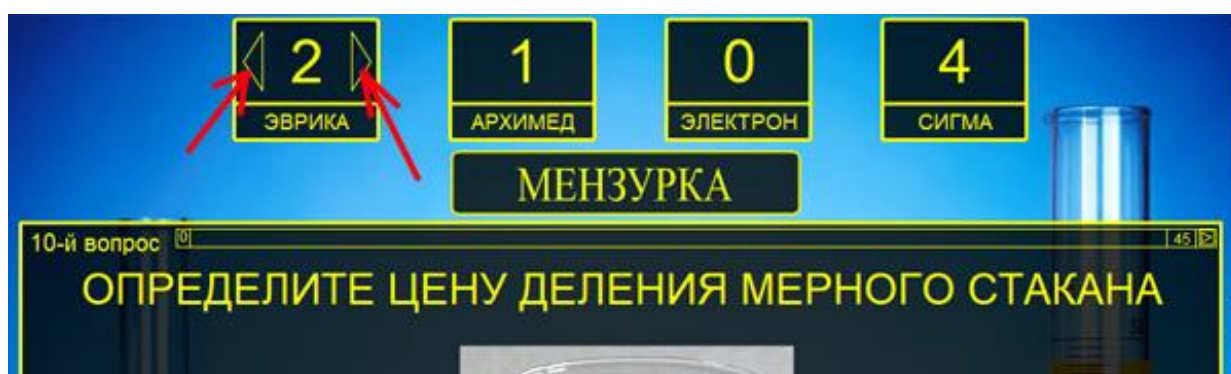 2 1 0 4
ЭВРИКА АРХИМЕД ЭЛЕКТРОН СИГМА
МЕНЗУРКА
10-й вопрос 0 45
ОПРЕДЕЛИТЕ ЦЕНУ ДЕЛЕНИЯ МЕРНОГО СТАКАНА